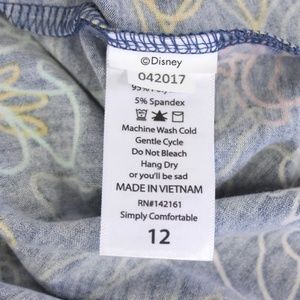 ©Disney
042017
5% Spandex
Machine Wash Cold
Gentle Cycle
Do Not Bleach
Hang Dry
or you'll be sad
MADE IN VIETNAM
RN#142161
Simply Comfortable
12